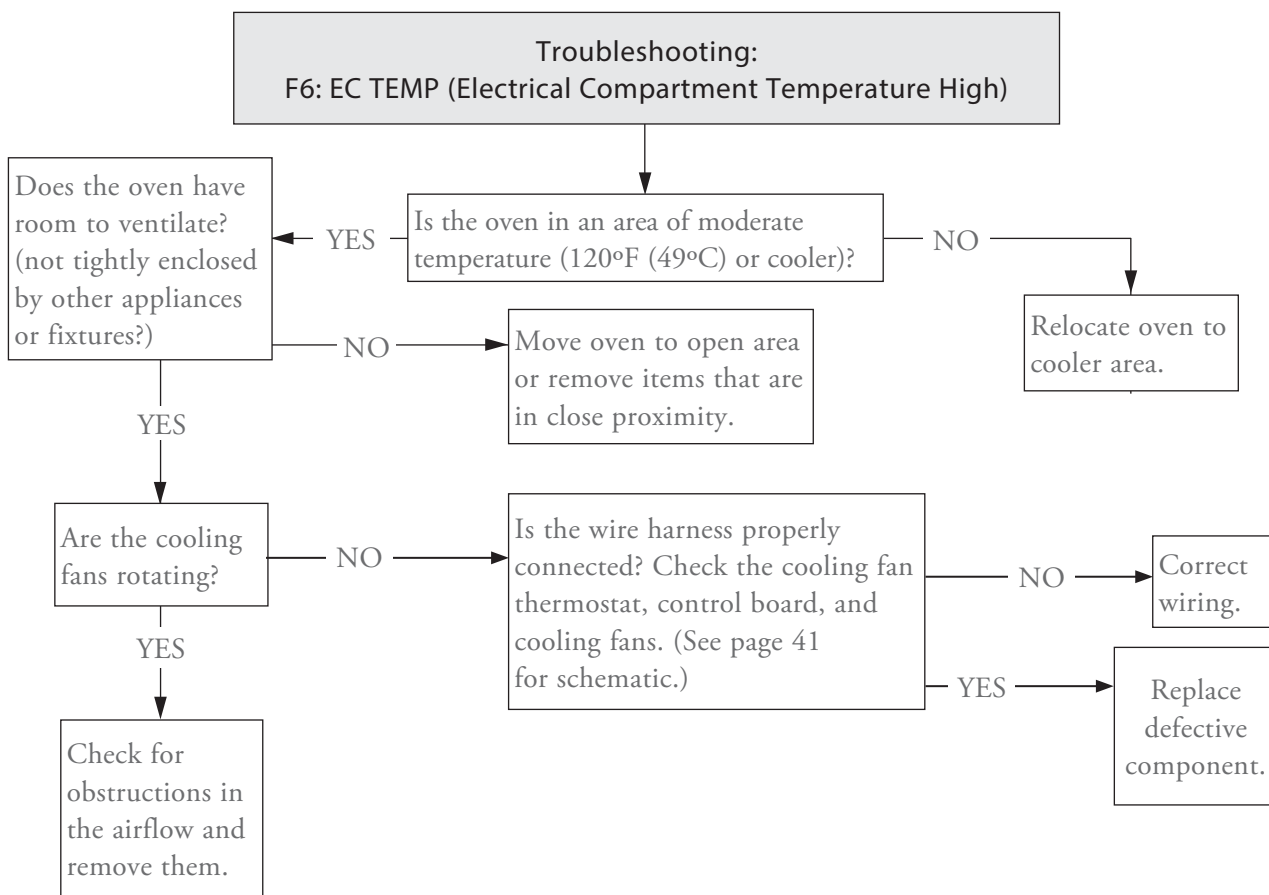 Troubleshooting:
F6: EC TEMP (Electrical Compartment Temperature High)
Is the oven in an area of moderate
temperature (120ºF (49ºC) or cooler)?
YES
NO
Does the oven have
room to ventilate?
(not tightly enclosed
by other appliances
or fixtures?)
Relocate oven to
cooler area.
NO
Move oven to open area
or remove items that are
in close proximity.
YES
Are the cooling
fans rotating?
NO
Is the wire harness properly
connected? Check the cooling fan
thermostat, control board, and
cooling fans. (See page 41
for schematic.)
NO
Correct
wiring.
YES
Replace
defective
component.
YES
Check for
obstructions in
the airflow and
remove them.